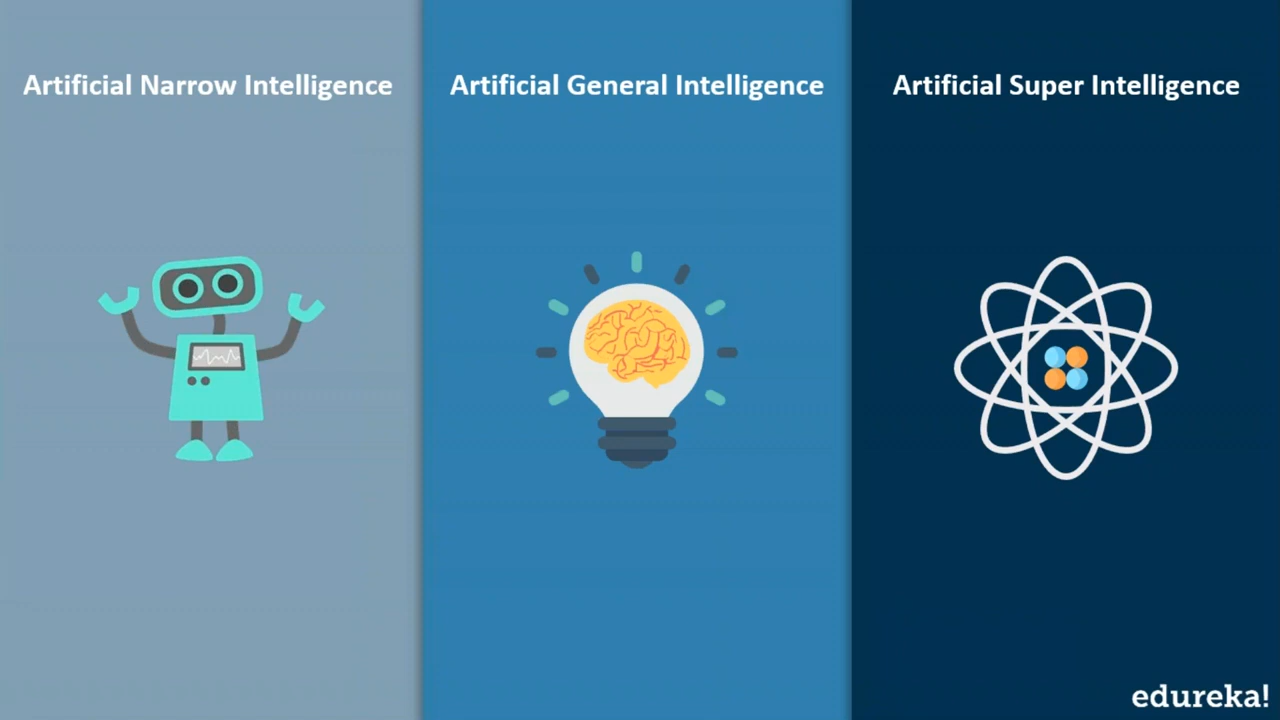 Artificial Narrow Intelligence
Artificial General Intelligence
Artificial Super Intelligence
edureka!